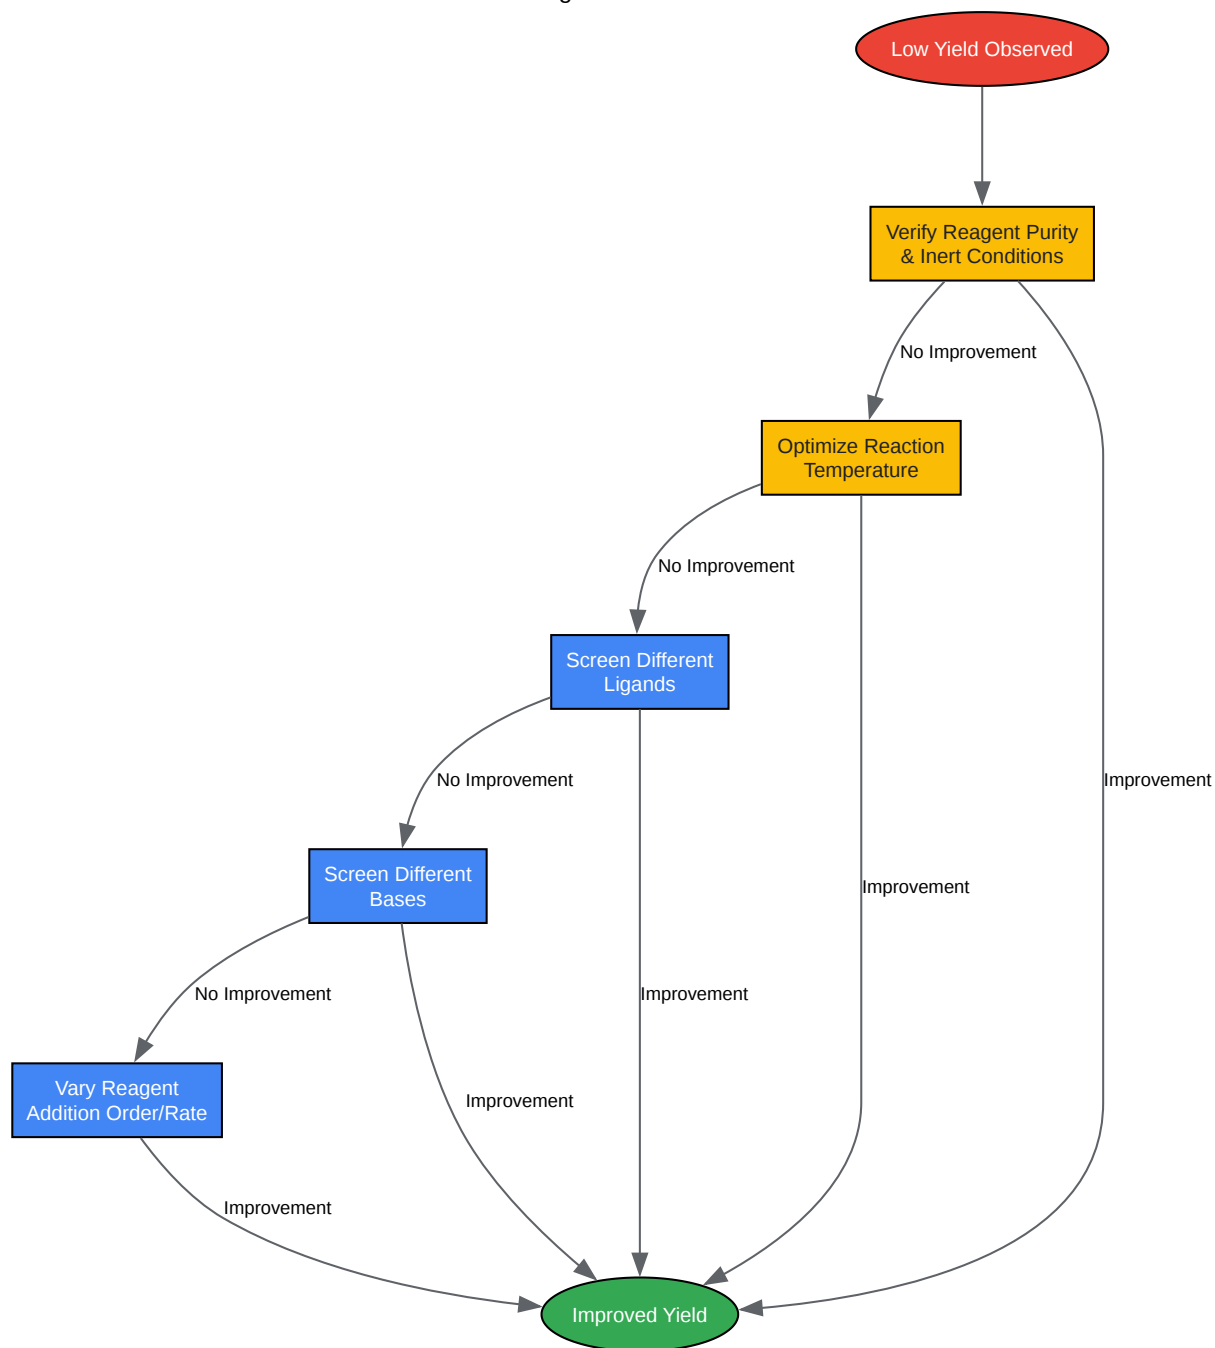 Low Yield Observed
Verify Reagent Purity
& Inert Conditions
No Improvement
Optimize Reaction
Temperature
No Improvement
Screen Different
Ligands
No Improvement
Improvement
Screen Different
Bases
Improvement
No Improvement
Improvement
Vary Reagent
Addition Order/Rate
Improvement
Improvement
Improved Yield